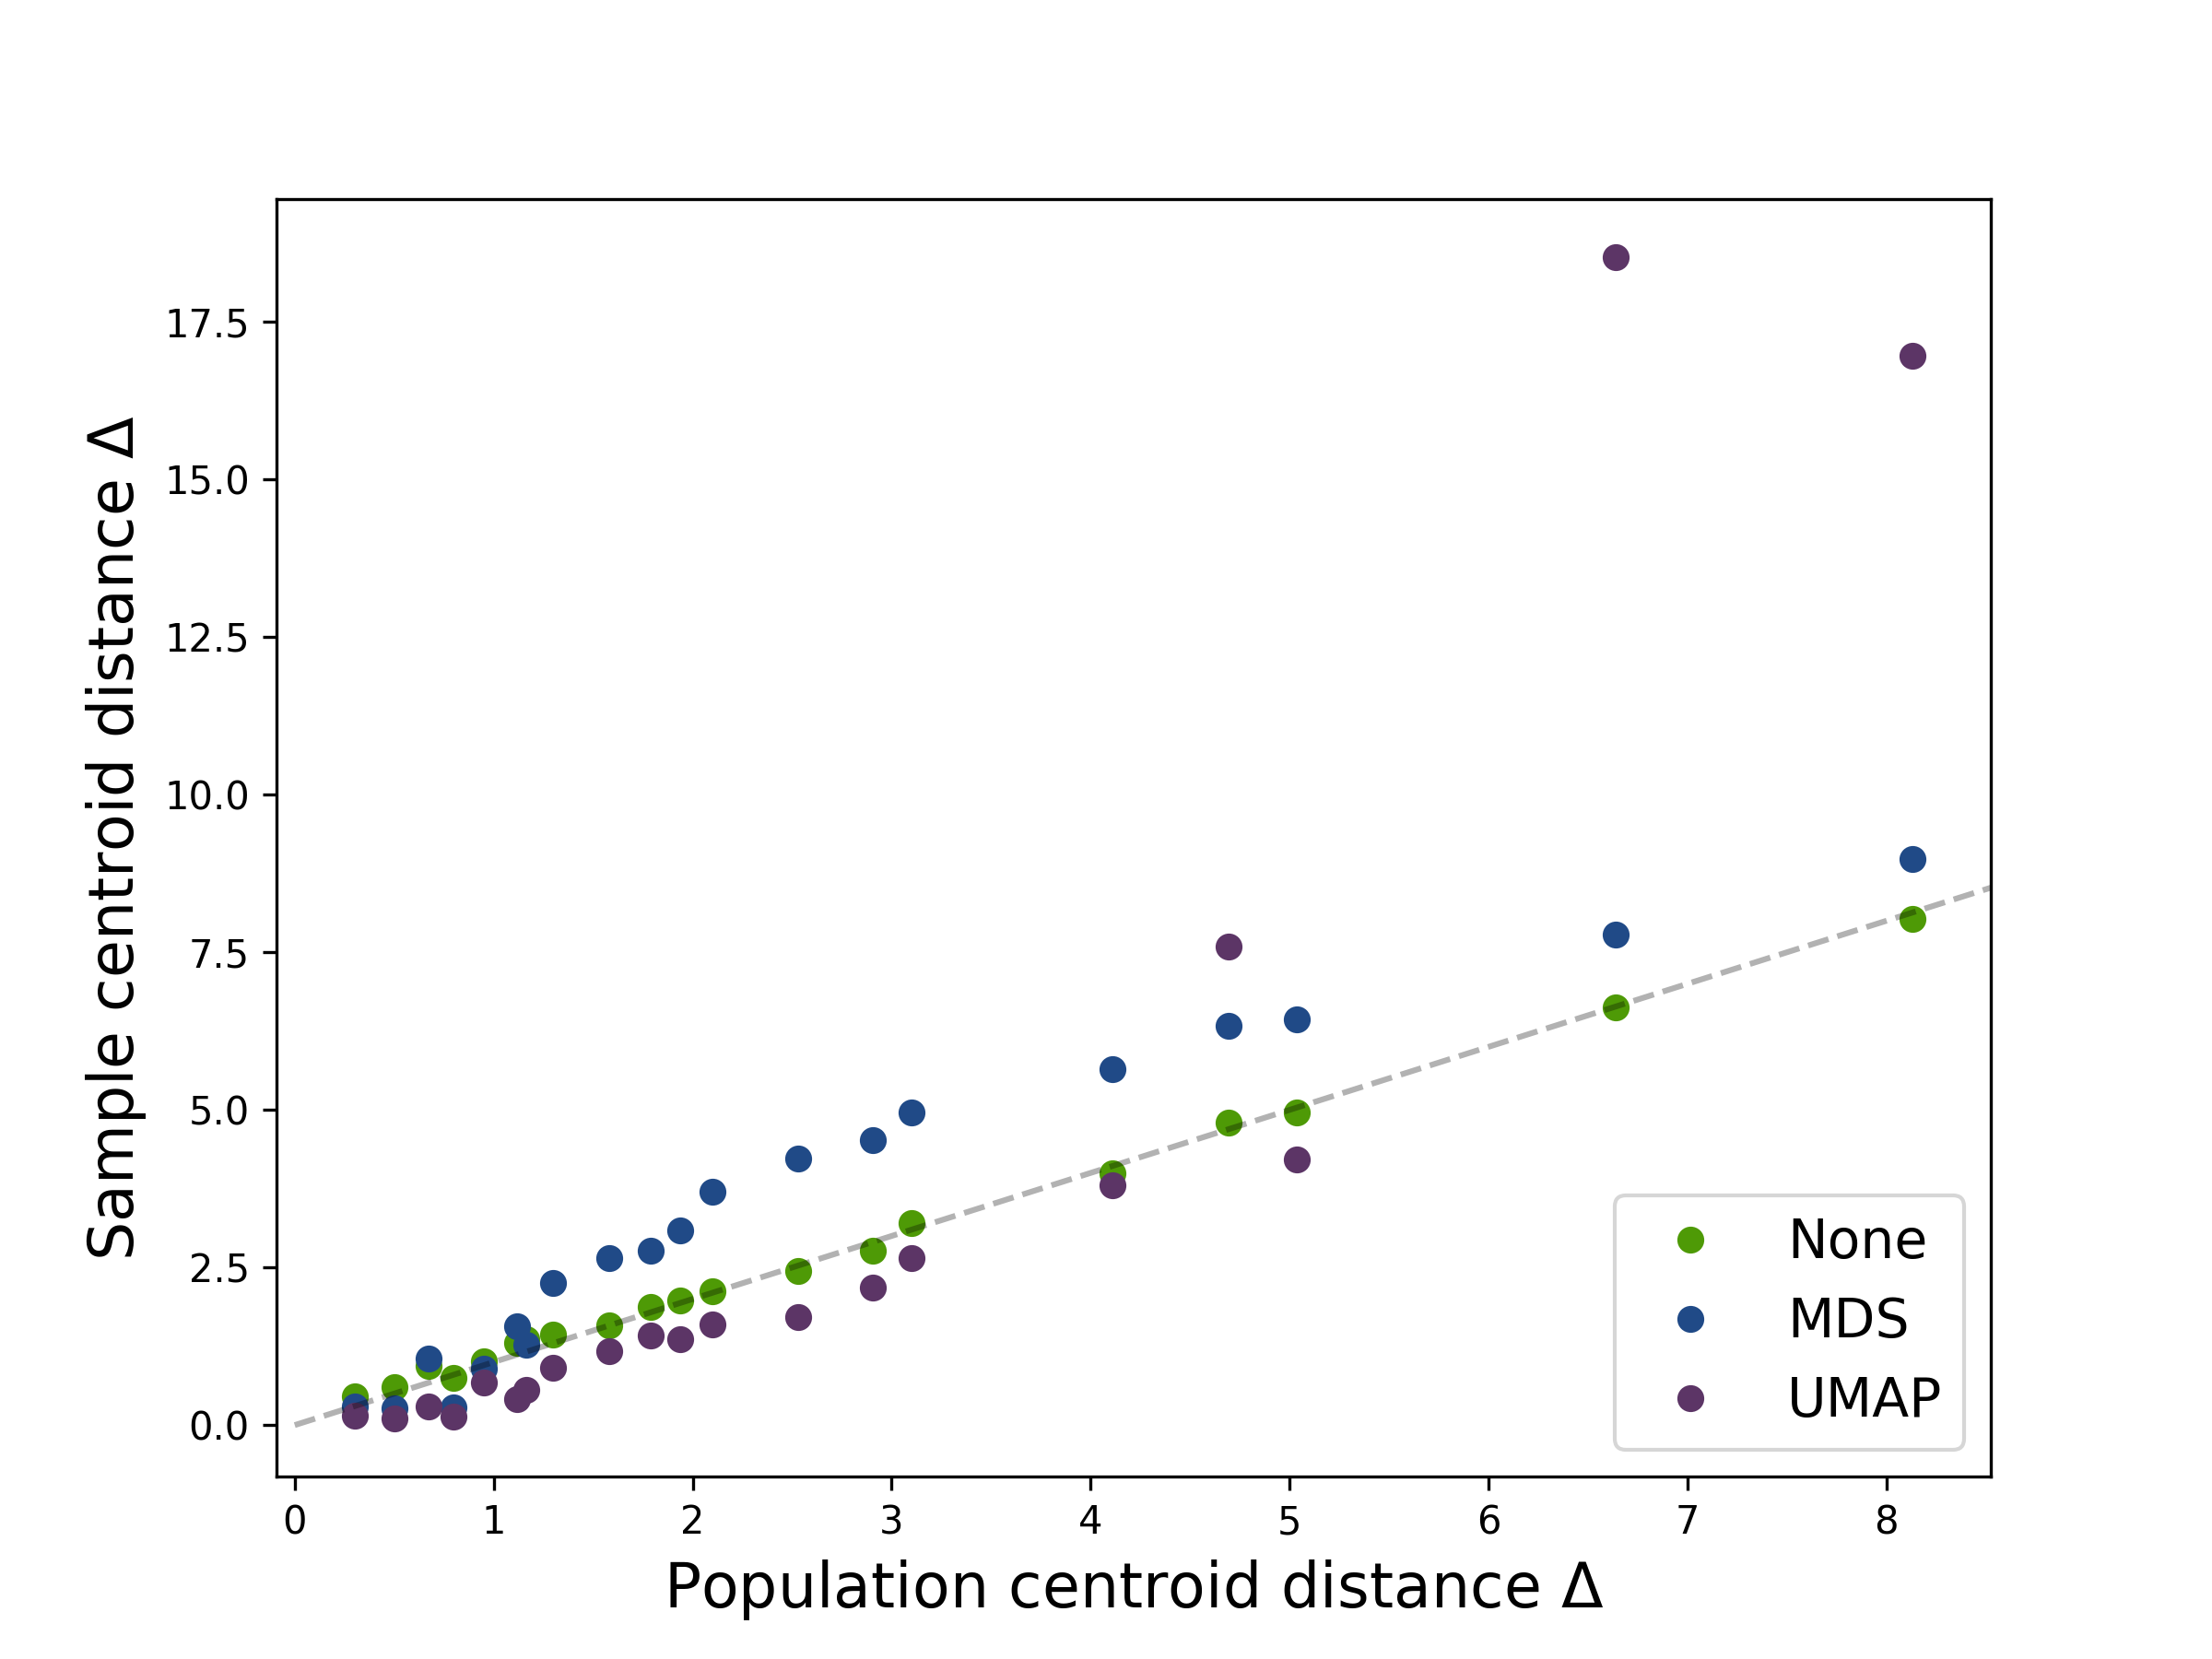 Sample centroid distance Δ
17.5
15.0
12.5
10.0
7.5
5.0
2.5
0.0
None
MDS
UMAP
0 1 2 3 4 5 6 7 8
Population centroid distance Δ